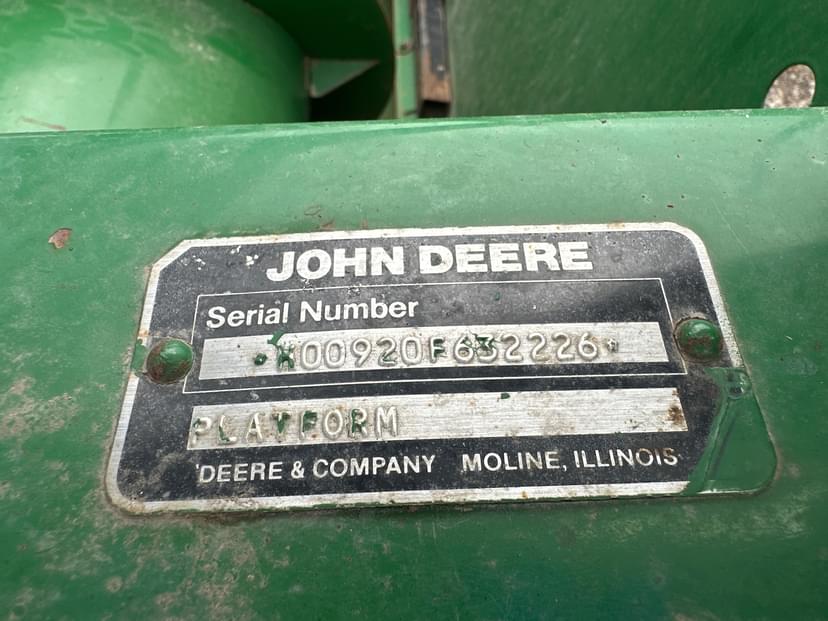 JOHN DEERE
Serial Number
*H00920F632226*
PLATFORM
DEERE & COMPANY MOLINE, ILLINOIS